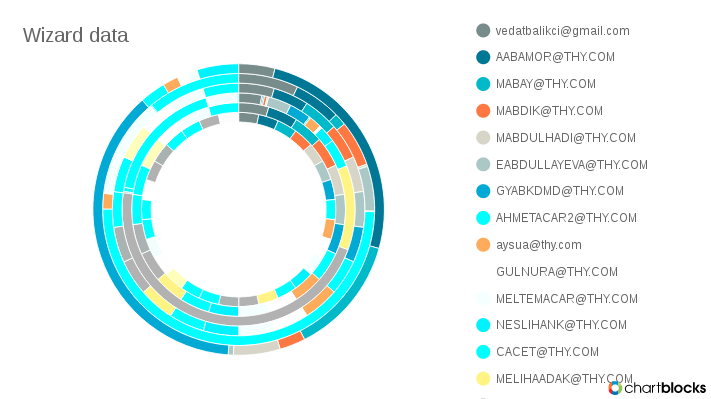 Wizard data
vedatbalikci@gmail.com
AABAMOR@THY.COM
MABAY@THY.COM
MABDIK@THY.COM
MABDULHADI@THY.COM
EABDULLAYEVA@THY.COM
GYABKDMD@THY.COM
AHMETACAR2@THY.COM
aysua@thy.com
GULNURA@THY.COM
MELTEMACAR@THY.COM
NESLIHANK@THY.COM
CACET@THY.COM
MELIHAADAK@THY.COM
chartblocks